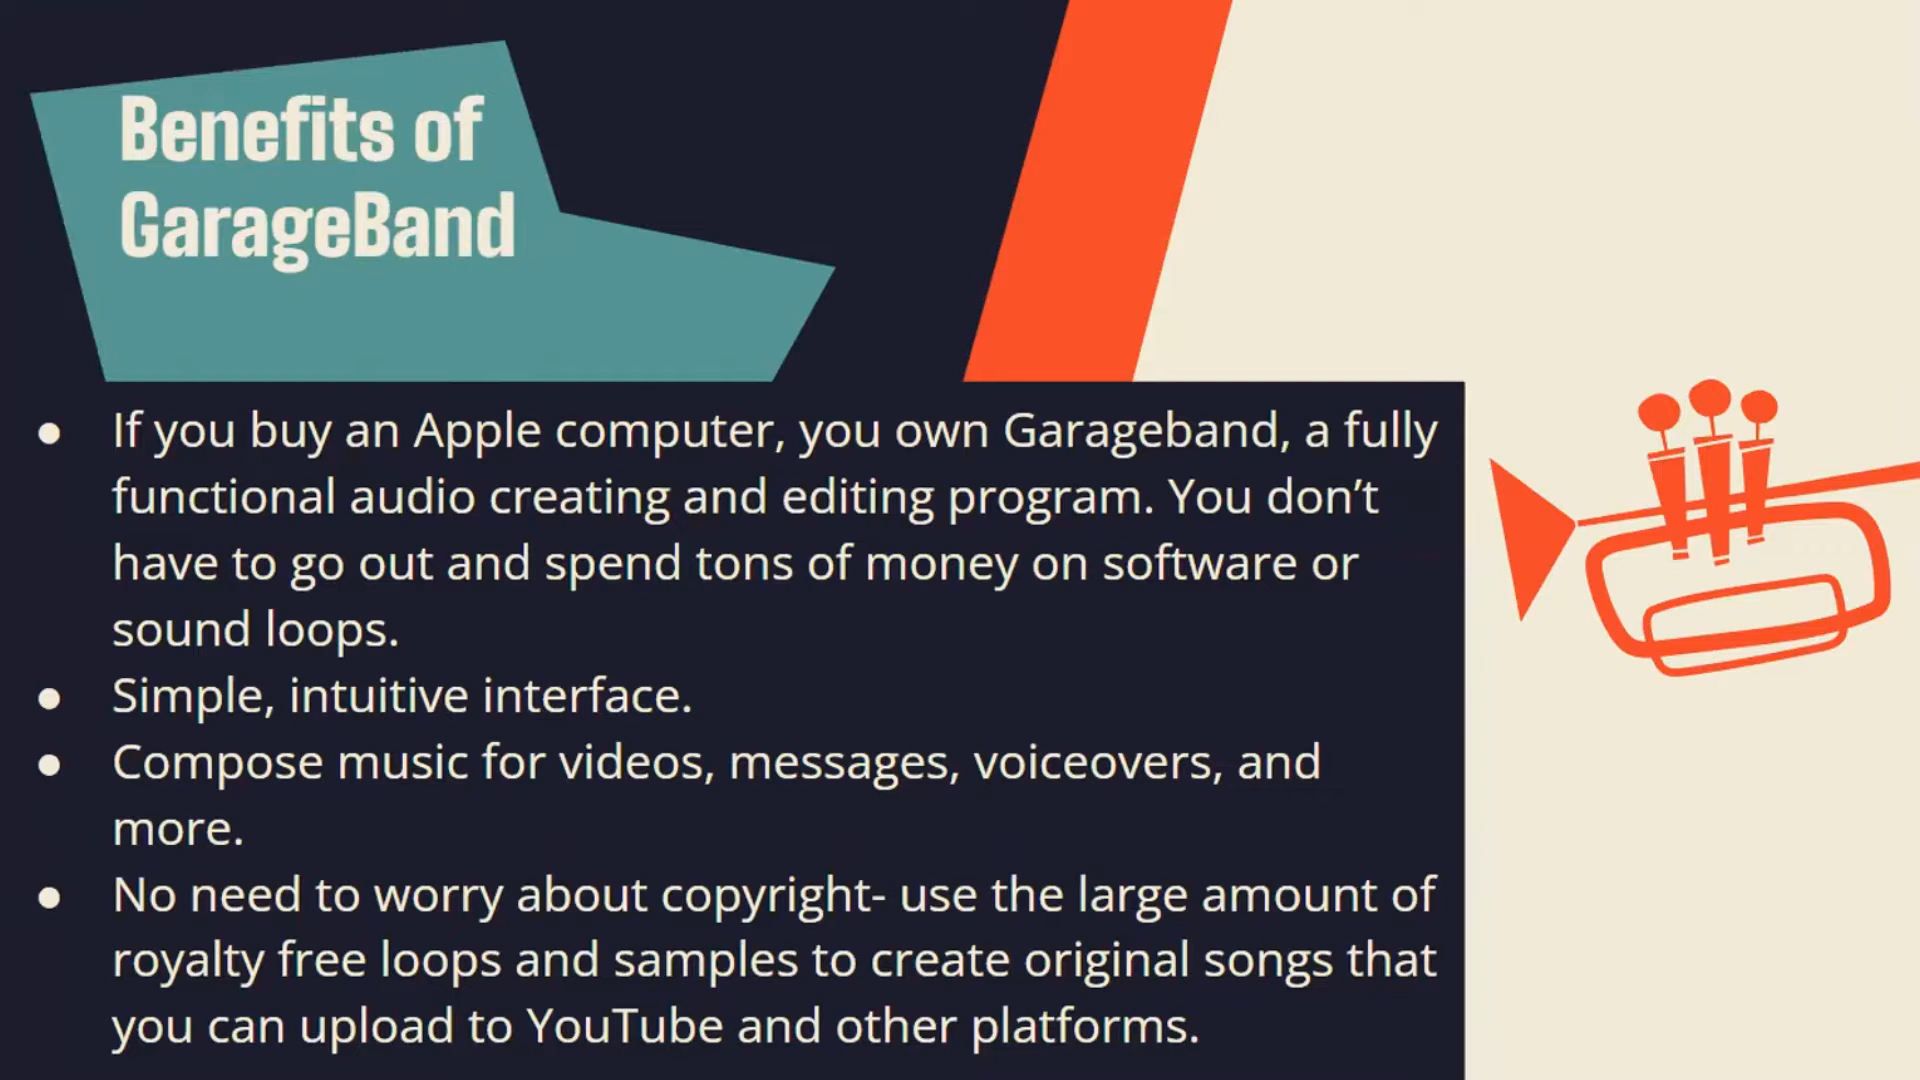 Benefits of
GarageBand
● If you buy an Apple computer, you own Garageband, a fully
functional audio creating and editing program. You don’t
have to go out and spend tons of money on software or
sound loops.
● Simple, intuitive interface.
● Compose music for videos, messages, voiceovers, and
more.
● No need to worry about copyright- use the large amount of
royalty free loops and samples to create original songs that
you can upload to YouTube and other platforms.